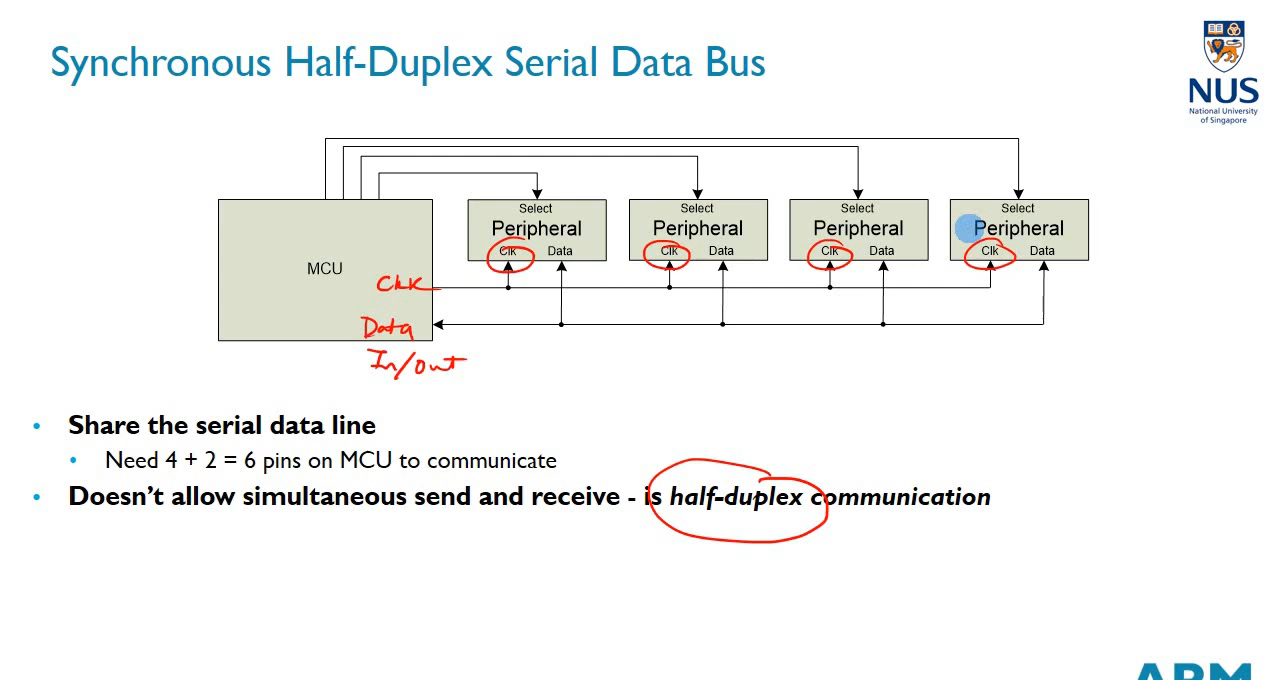 Synchronous Half-Duplex Serial Data Bus
NUS
National University
of Singapore
Select Select Select Select
Peripheral Peripheral Peripheral Peripheral
Clk Data Clk Data Clk Data Clk Data
MCU
Clk
Data
In/Out
• Share the serial data line
• Need 4 + 2 = 6 pins on MCU to communicate
• Doesn't allow simultaneous send and receive - is half-duplex communication
ARM